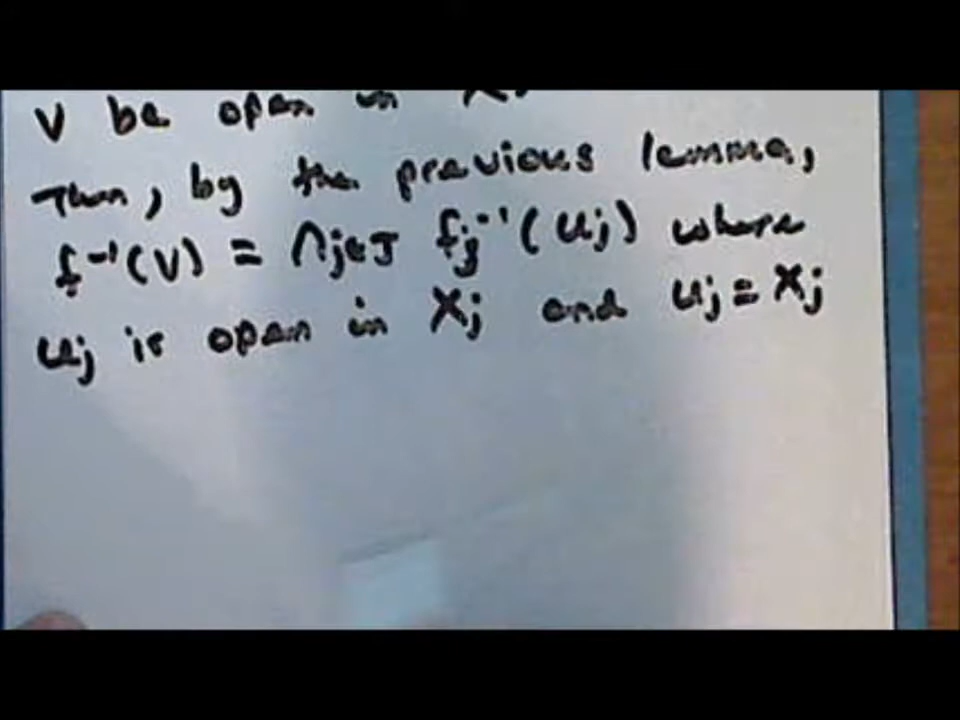 V be open in X.
Then, by the previous lemma,
f⁻¹(V) = ∩j∈J fj⁻¹(Uj) where
Uj is open in Xj and Uj = Xj